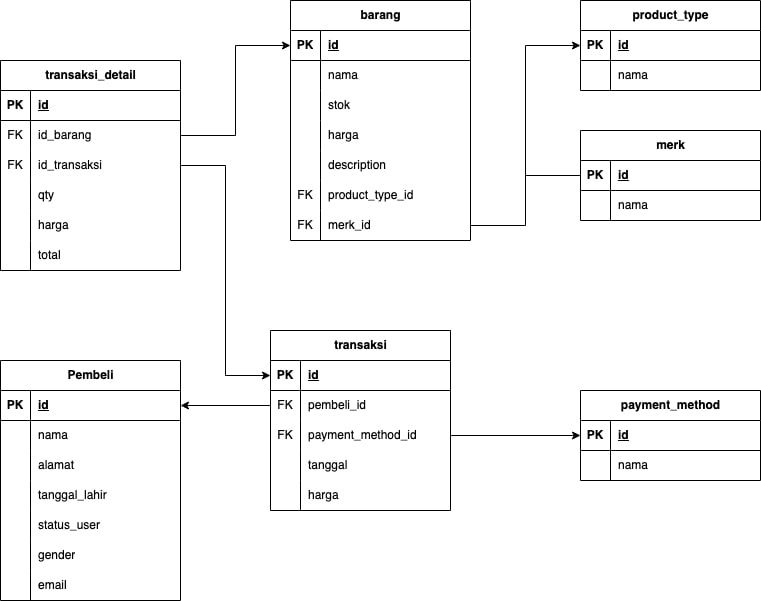 transaksi_detail
PK id
FK id_barang
FK id_transaksi
qty
harga
total
barang
PK id
nama
stok
harga
description
FK product_type_id
FK merk_id
product_type
PK id
nama
merk
PK id
nama
Pembeli
PK id
nama
alamat
tanggal_lahir
status_user
gender
email
transaksi
PK id
FK pembeli_id
FK payment_method_id
tanggal
harga
payment_method
PK id
nama